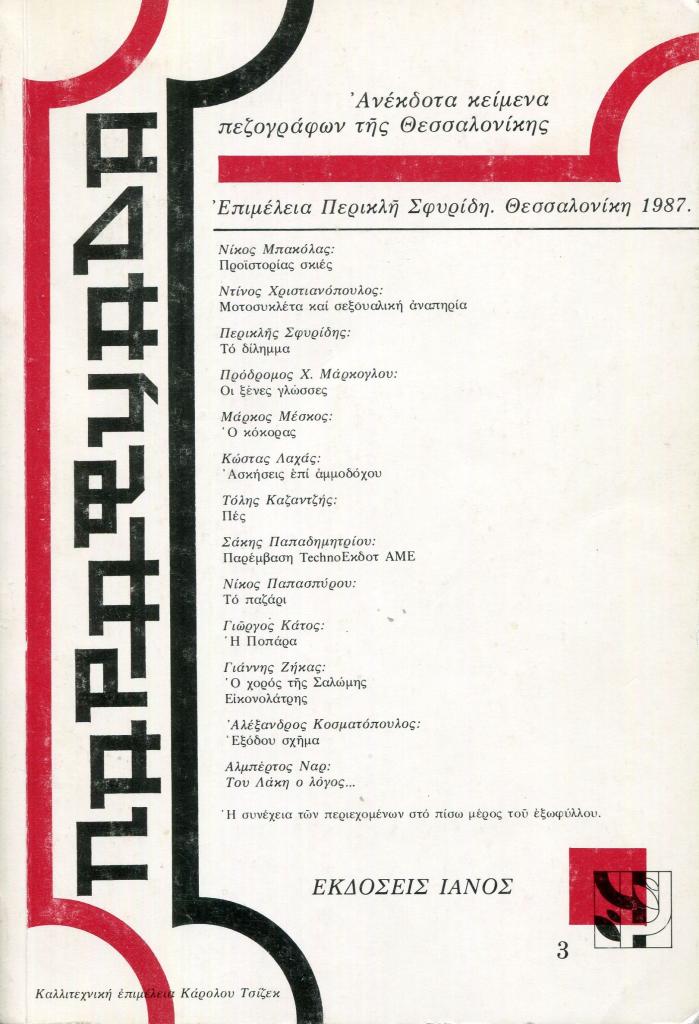 ΠΑΡΑΦΥΑΔΑ
Ἀνέκδοτα κείμενα
πεζογράφων τῆς Θεσσαλονίκης
Ἐπιμέλεια Περικλῆ Σφυρίδη. Θεσσαλονίκη 1987.
Νίκος Μπακόλας:
Προϊστορίας σκιές
Ντίνος Χριστιανόπουλος:
Μοτοσυκλέτα καί σεξουαλική ἀναπηρία
Περικλῆς Σφυρίδης:
Τό δίλημμα
Πρόδρομος Χ. Μάρκογλου:
Οι ξένες γλώσσες
Μάρκος Μέσκος:
Ὁ κόκορας
Κώστας Λαχάς:
Ἀσκήσεις ἐπί ἀμμοδόχου
Τόλης Καζαντζής:
Πές
Σάκης Παπαδημητρίου:
Παρέμβαση TechnoΕκδοτ ΑΜΕ
Νίκος Παπασπύρου:
Τό παζάρι
Γιῶργος Κάτος:
Ἡ Ποπάρα
Γιάννης Ζήκας:
Ὁ χορός τῆς Σαλώμης
Εἰκονολάτρης
Ἀλέξανδρος Κοσματόπουλος:
Ἐξόδου σχῆμα
Αλμπέρτος Ναρ:
Του Λάκη ο λόγος...
Ἡ συνέχεια τῶν περιεχομένων στό πίσω μέρος τοῦ ἐξωφύλλου.
ΕΚΔΟΣΕΙΣ ΙΑΝΟΣ
3
Καλλιτεχνική ἐπιμέλεια Κάρολου Τσίζεκ